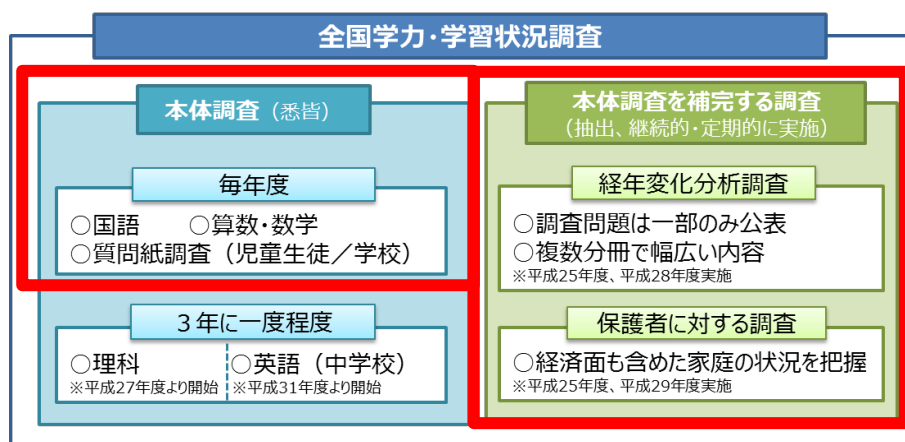 全国学力・学習状況調査
本体調査（悉皆）
毎年度
○国語　　○算数・数学
○質問紙調査（児童生徒／学校）
３年に一度程度
○理科
※平成27年度より開始
○英語（中学校）
※平成31年度より開始
本体調査を補完する調査
（抽出、継続的・定期的に実施）
経年変化分析調査
○調査問題は一部のみ公表
○複数分冊で幅広い内容
※平成25年度、平成28年度実施
保護者に対する調査
○経済面も含めた家庭の状況を把握
※平成25年度、平成29年度実施